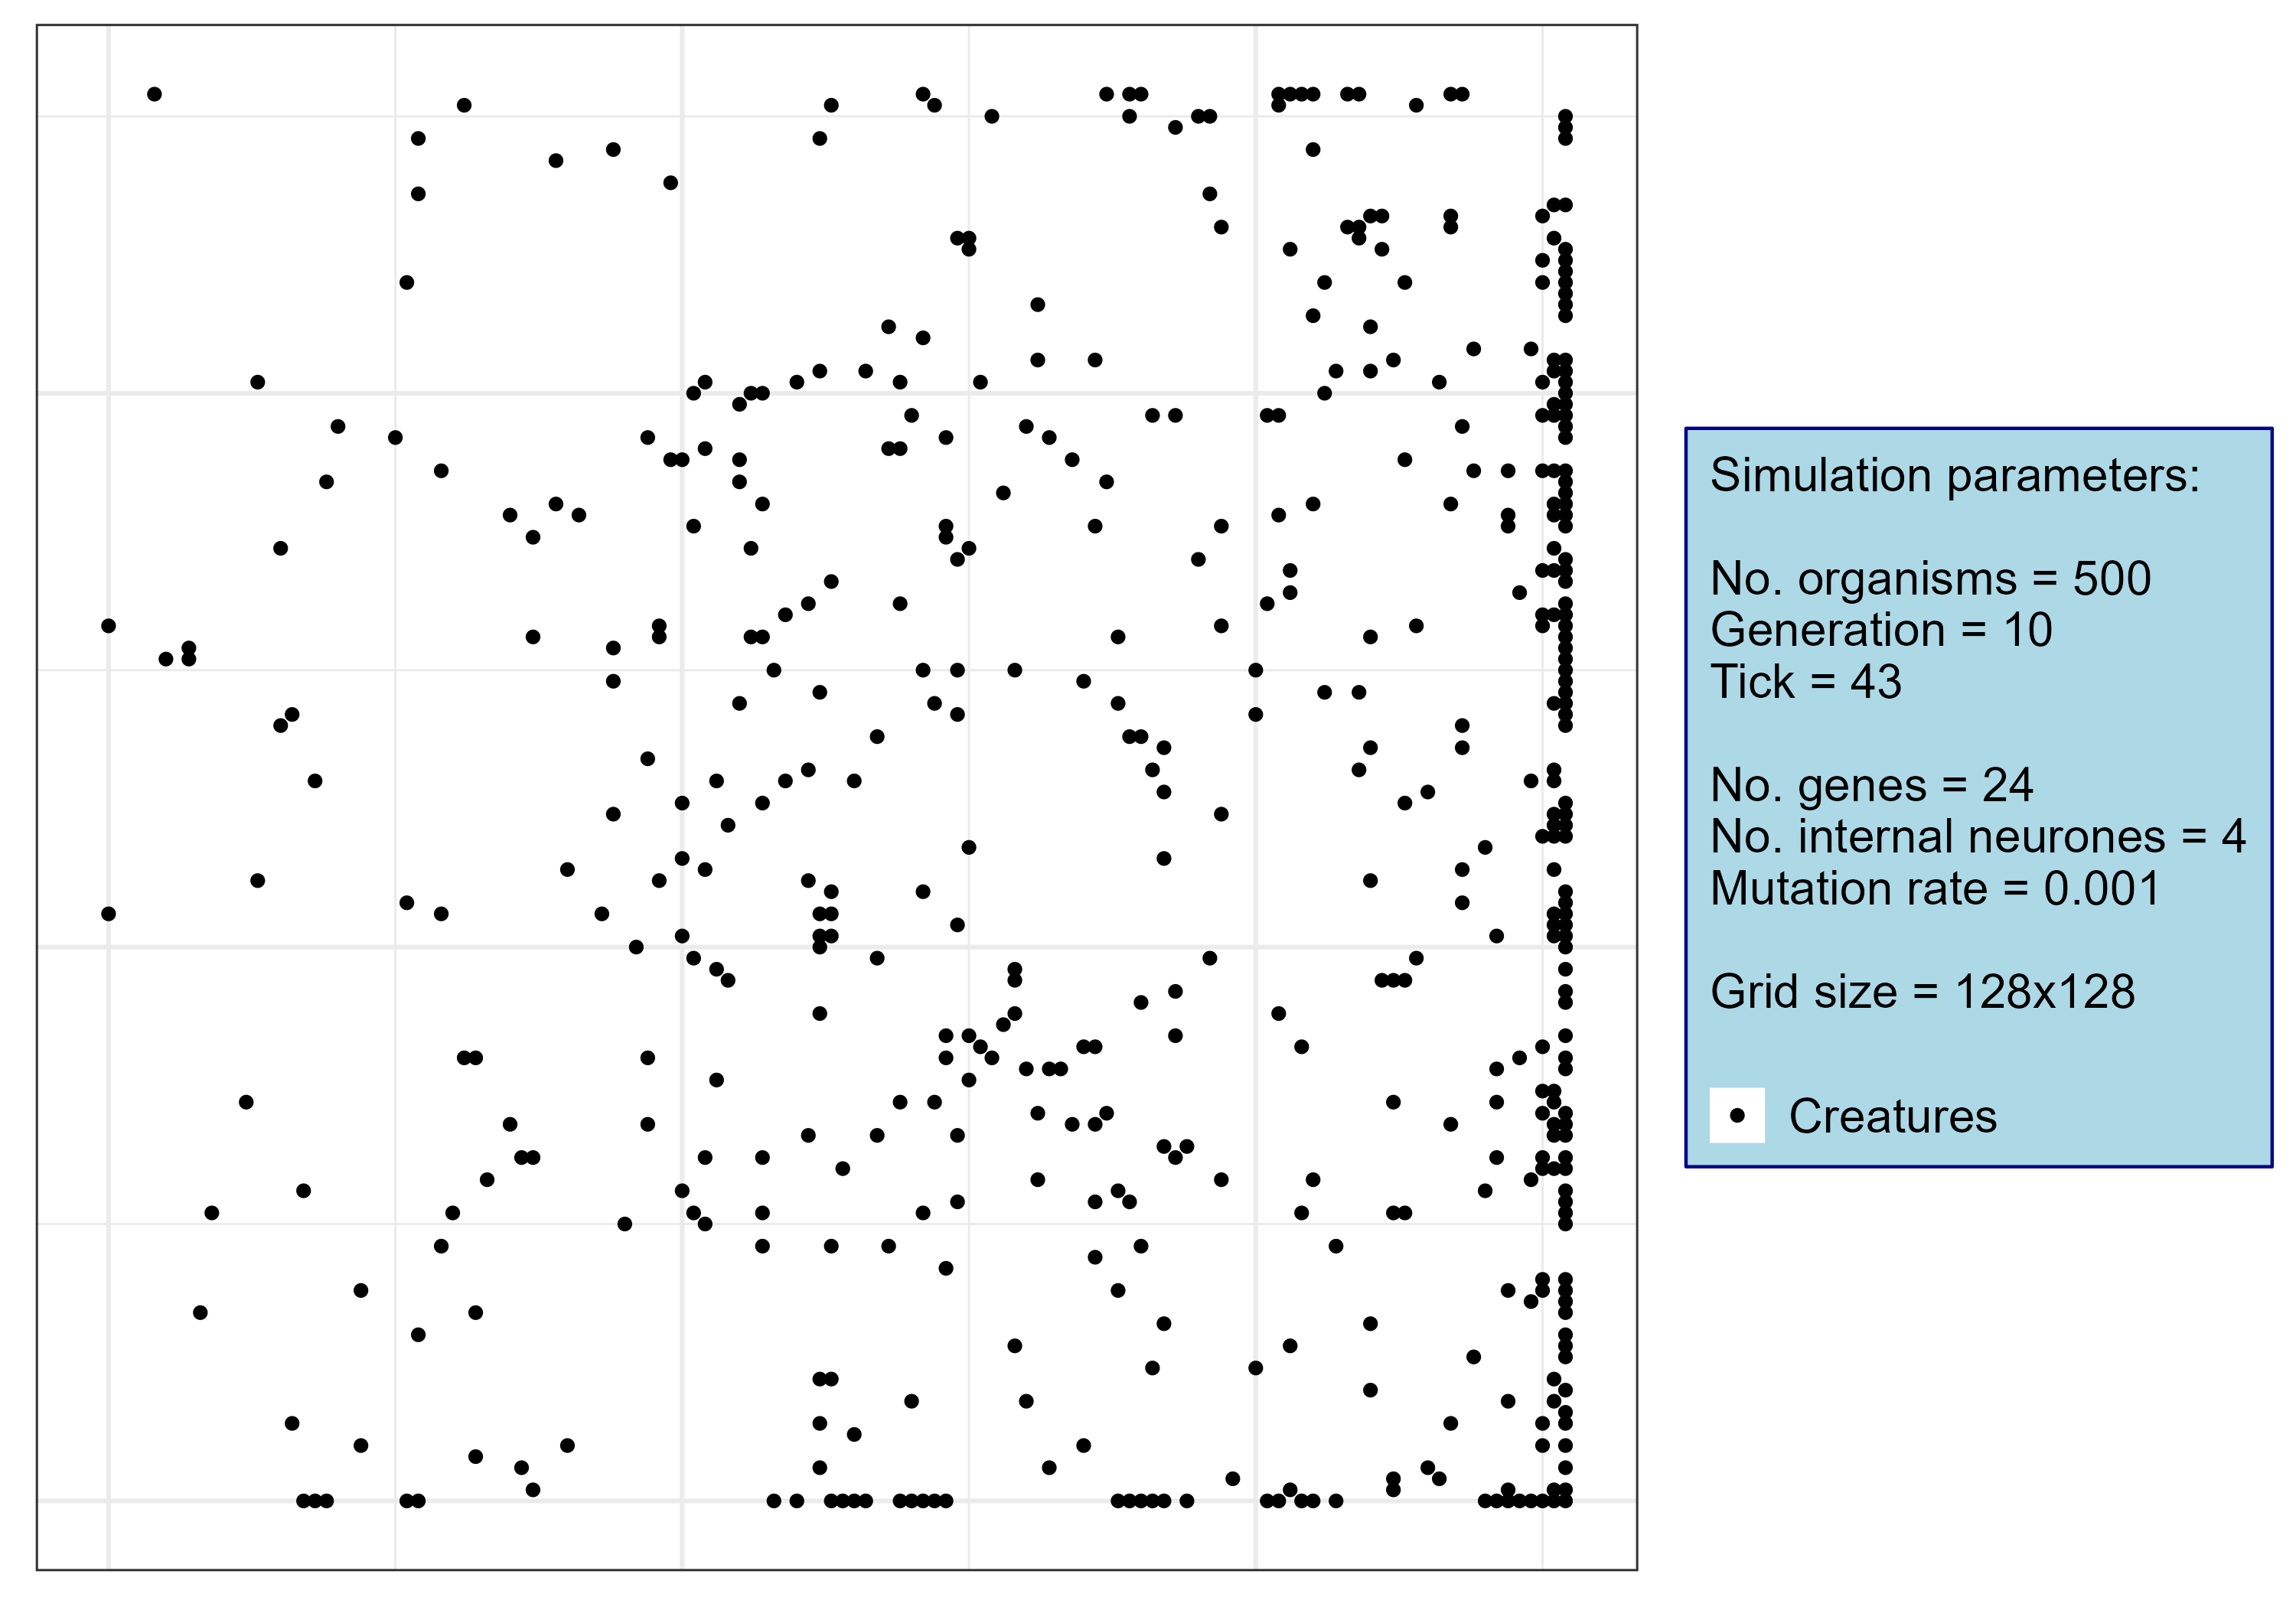 Simulation parameters:
No. organisms = 500
Generation = 10
Tick = 43
No. genes = 24
No. internal neurones = 4
Mutation rate = 0.001
Grid size = 128x128
Creatures